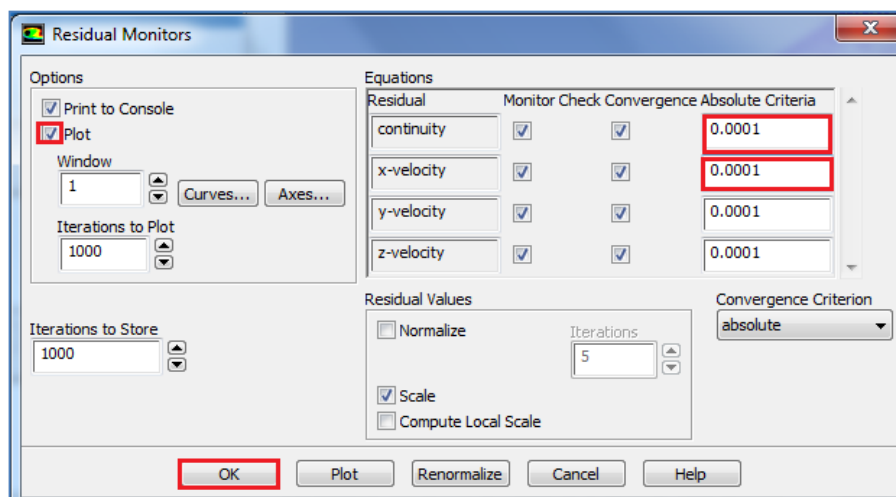 Residual Monitors
Options
Print to Console
Plot
Window
1
Curves... Axes...
Iterations to Plot
1000
Iterations to Store
1000
Equations
Residual Monitor Check Convergence Absolute Criteria
continuity 0.0001
x-velocity 0.0001
y-velocity 0.0001
z-velocity 0.0001
Residual Values
Normalize
Iterations
5
Scale
Compute Local Scale
Convergence Criterion
absolute
OK Plot Renormalize Cancel Help